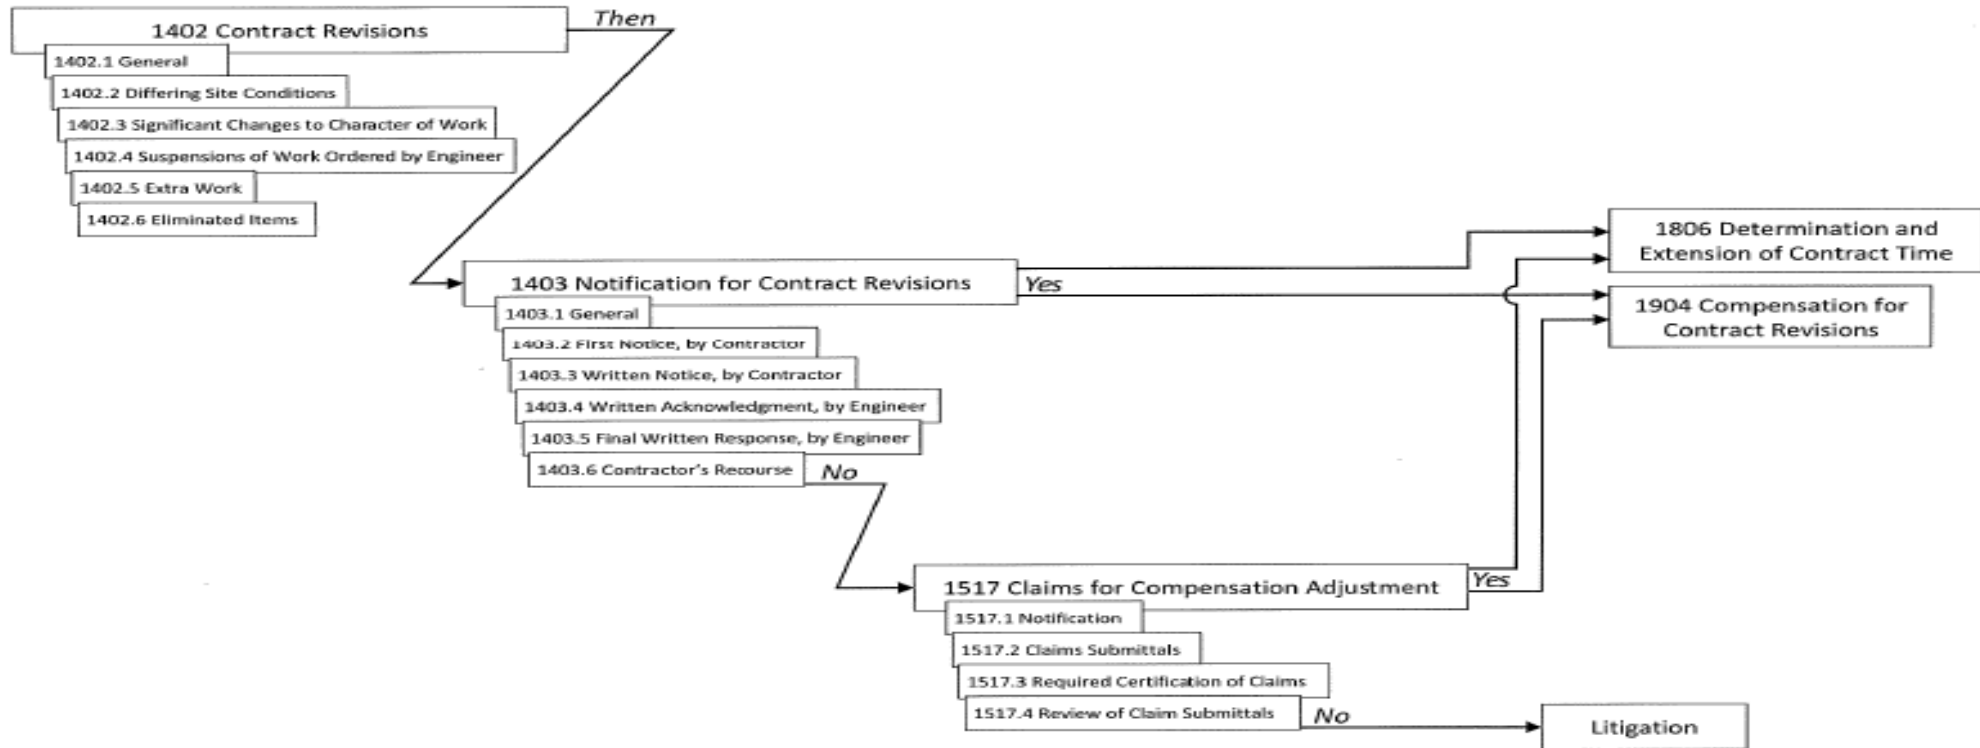 1402 Contract Revisions
Then
1402.1 General
1402.2 Differing Site Conditions
1402.3 Significant Changes to Character of Work
1402.4 Suspensions of Work Ordered by Engineer
1402.5 Extra Work
1402.6 Eliminated Items
1403 Notification for Contract Revisions
Yes
1403.1 General
1403.2 First Notice, by Contractor
1403.3 Written Notice, by Contractor
1403.4 Written Acknowledgment, by Engineer
1403.5 Final Written Response, by Engineer
1403.6 Contractor's Recourse
No
1806 Determination and
Extension of Contract Time
1904 Compensation for
Contract Revisions
1517 Claims for Compensation Adjustment
Yes
1517.1 Notification
1517.2 Claims Submittals
1517.3 Required Certification of Claims
1517.4 Review of Claim Submittals
No
Litigation